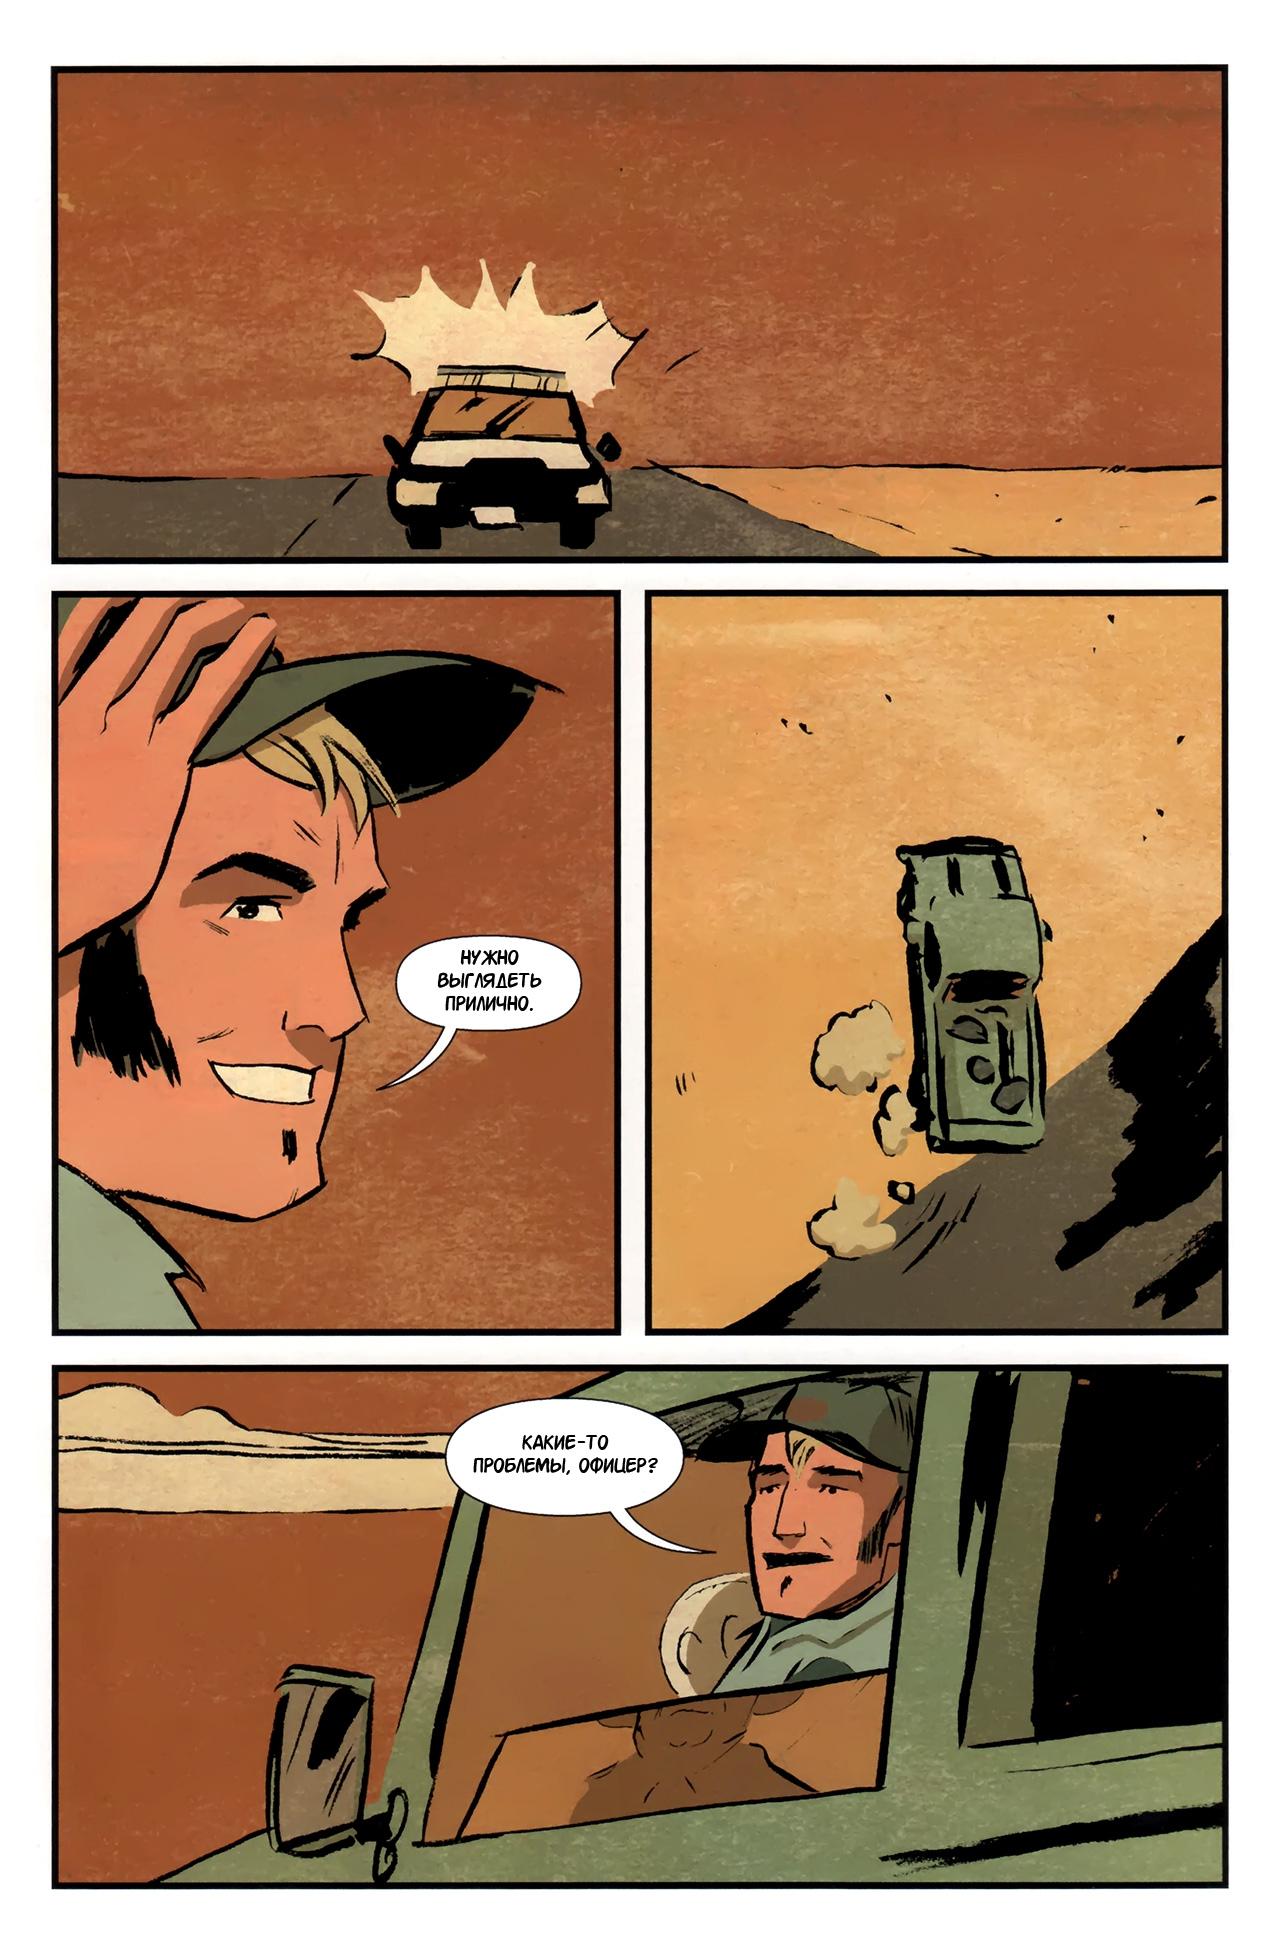 НУЖНО
ВЫГЛЯДЕТЬ
ПРИЛИЧНО.
КАКИЕ-ТО
ПРОБЛЕМЫ, ОФИЦЕР?